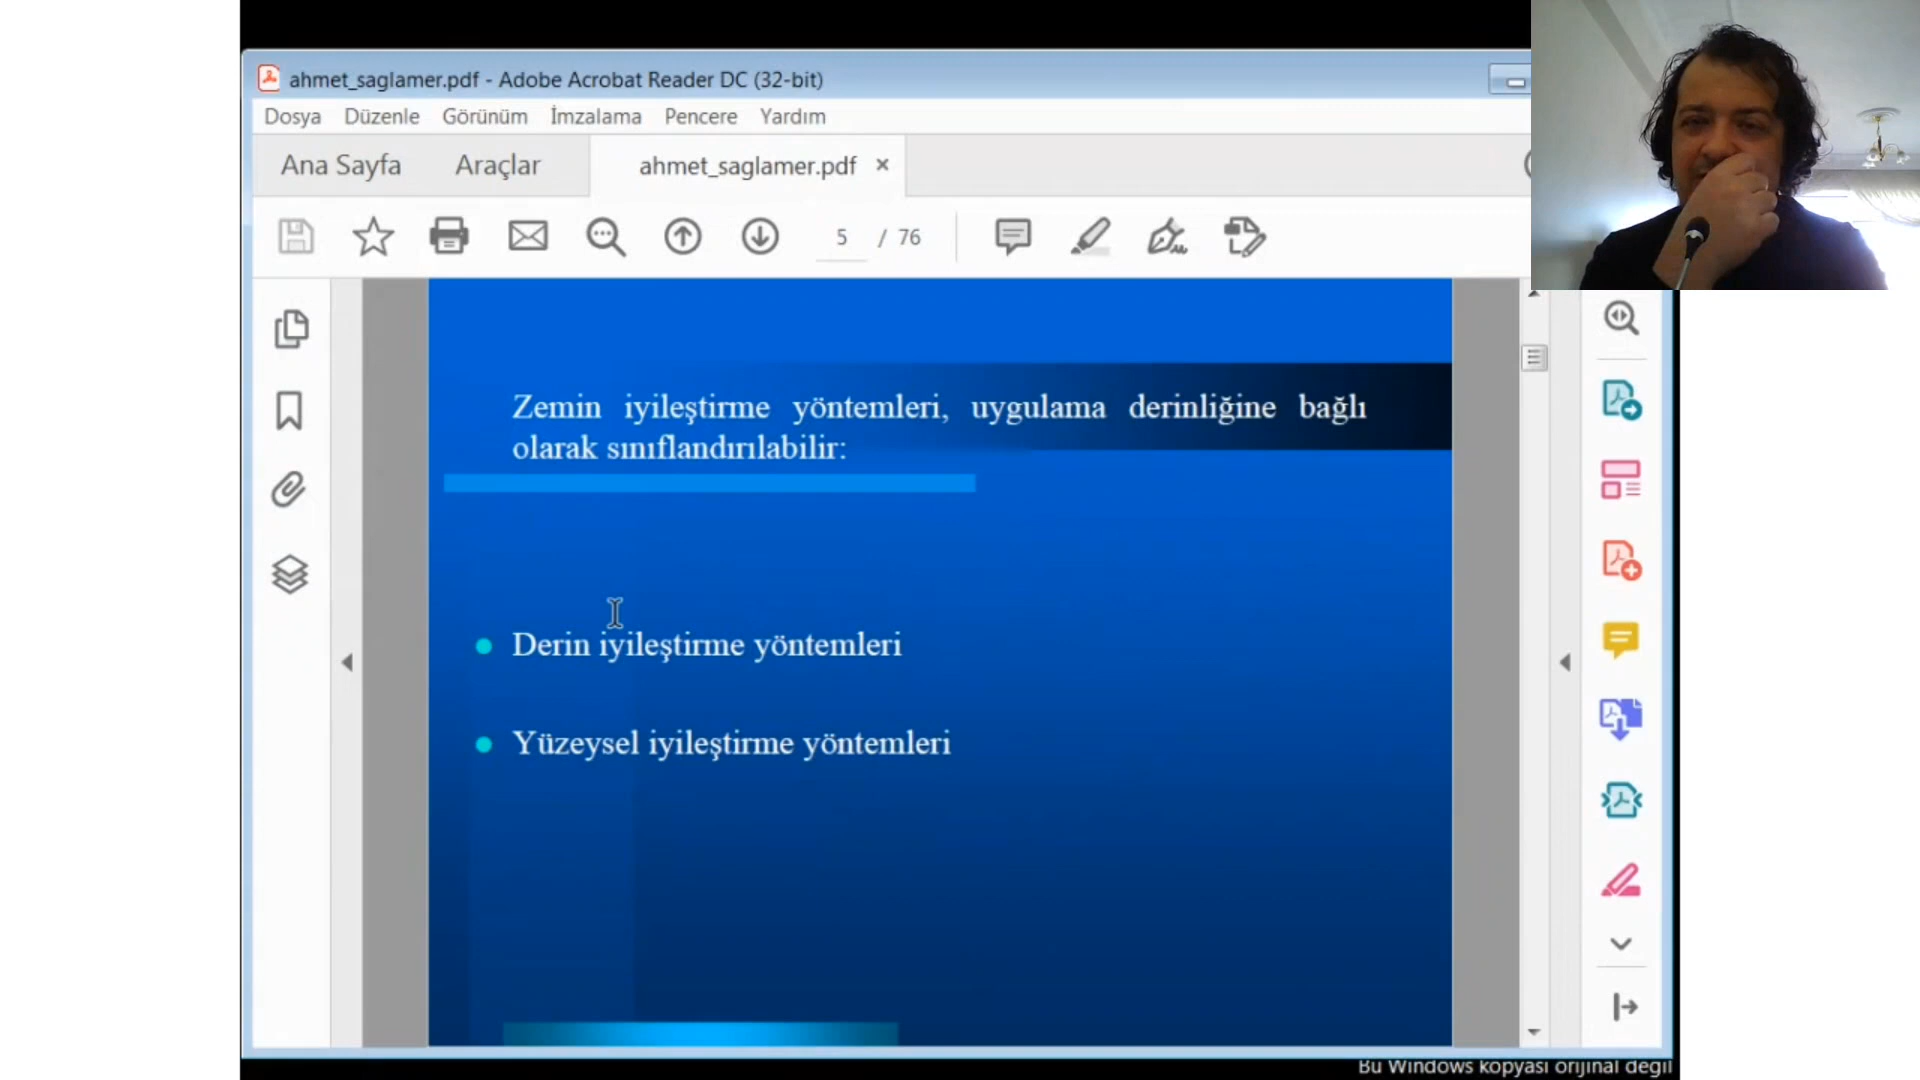 ahmet_saglamer.pdf - Adobe Acrobat Reader DC (32-bit)
Dosya Düzenle Görünüm İmzalama Pencere Yardım
Ana Sayfa Araçlar ahmet_saglamer.pdf ×
5 / 76
Zemin iyileştirme yöntemleri, uygulama derinliğine bağlı
olarak sınıflandırılabilir:
Derin iyileştirme yöntemleri
Yüzeysel iyileştirme yöntemleri
Bu Windows kopyası orijinal değil